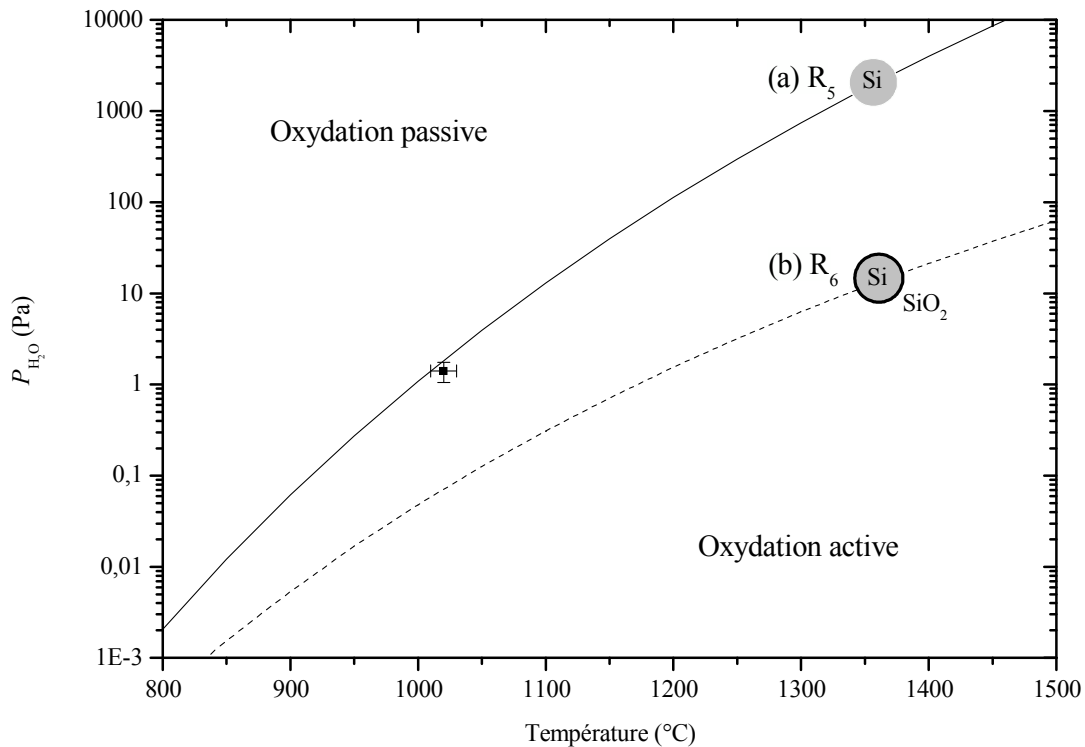 10000
1000
100
10
1
0,1
0,01
1E-3
P_H₂O (Pa)
Oxydation passive
(a) R₅ Si
(b) R₆ Si
SiO₂
Oxydation active
800 900 1000 1100 1200 1300 1400 1500
Température (°C)